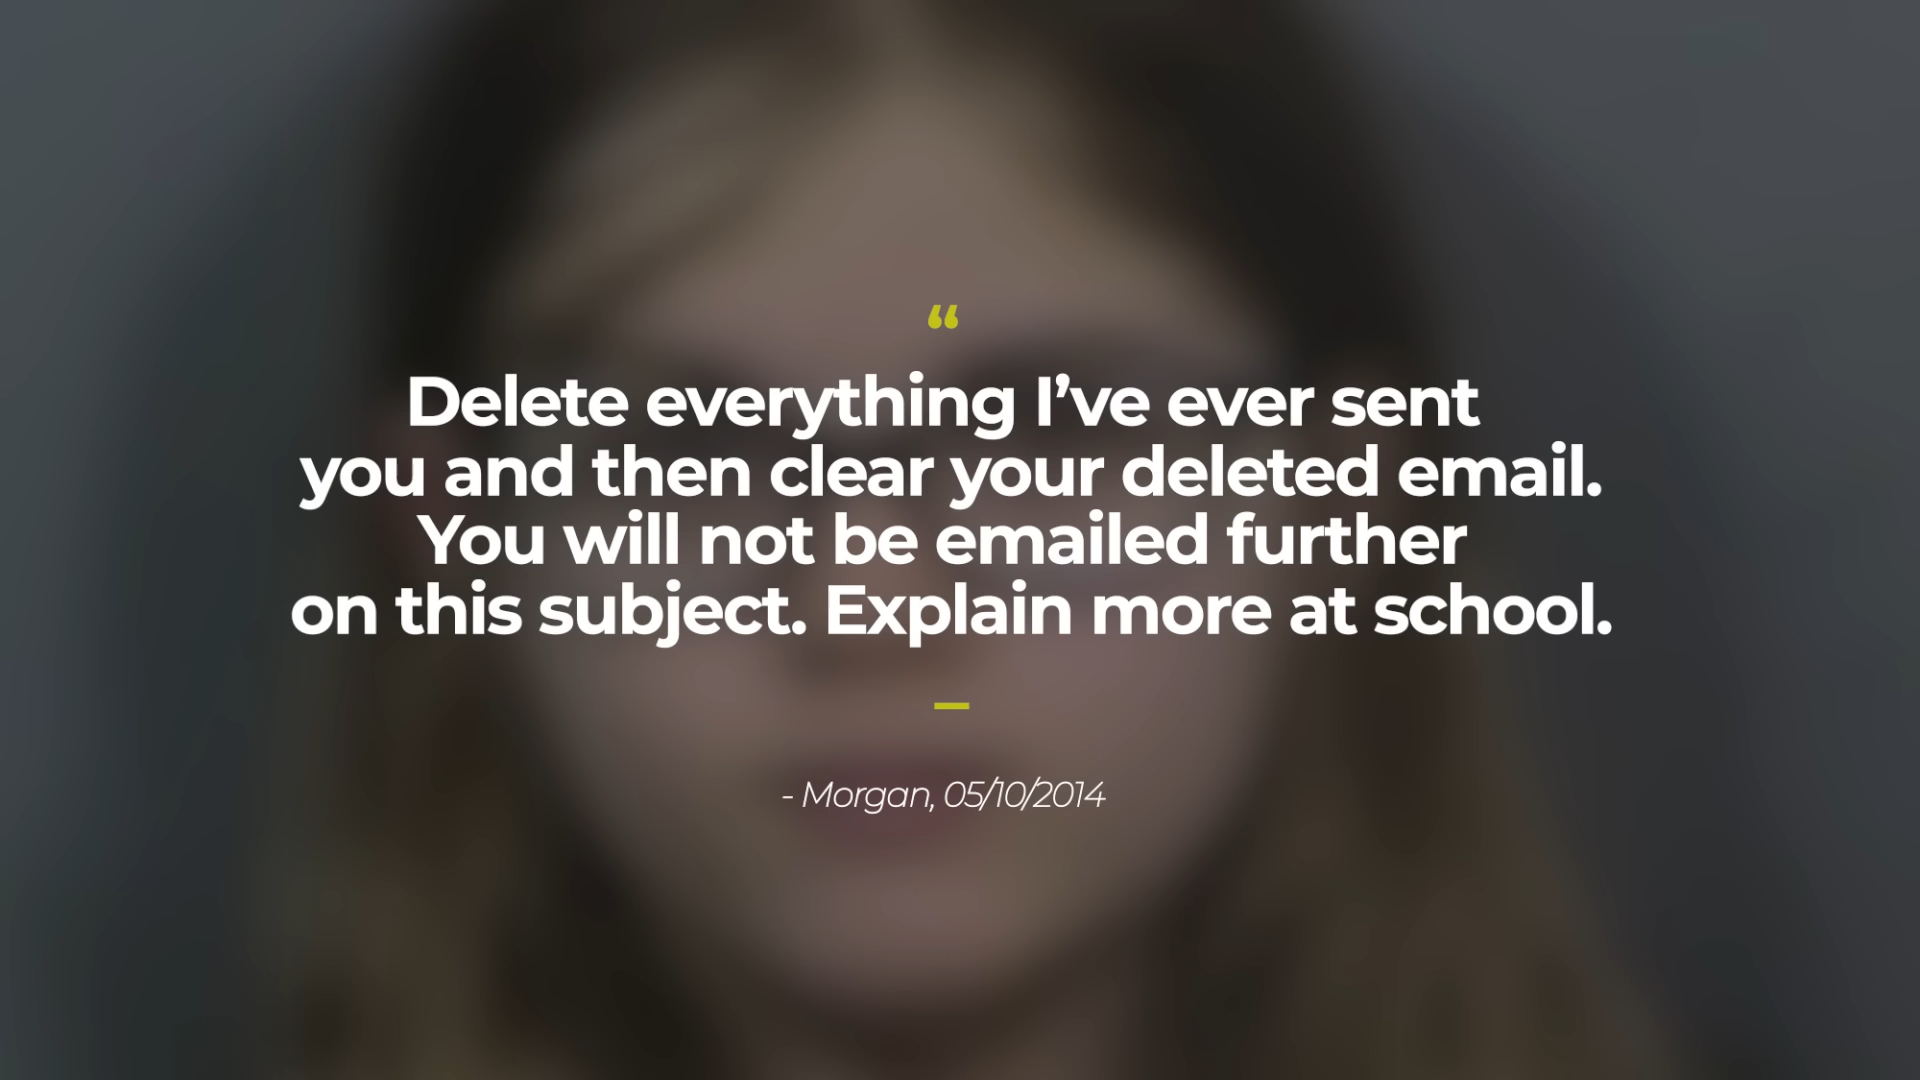 “
Delete everything I’ve ever sent
you and then clear your deleted email.
You will not be emailed further
on this subject. Explain more at school.
- Morgan, 05/10/2014